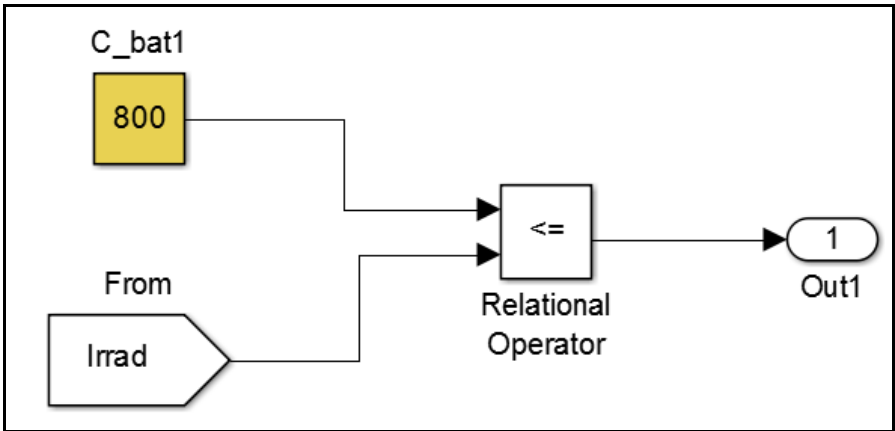 C_bat1
800
From
Irrad
<=
Relational
Operator
1
Out1